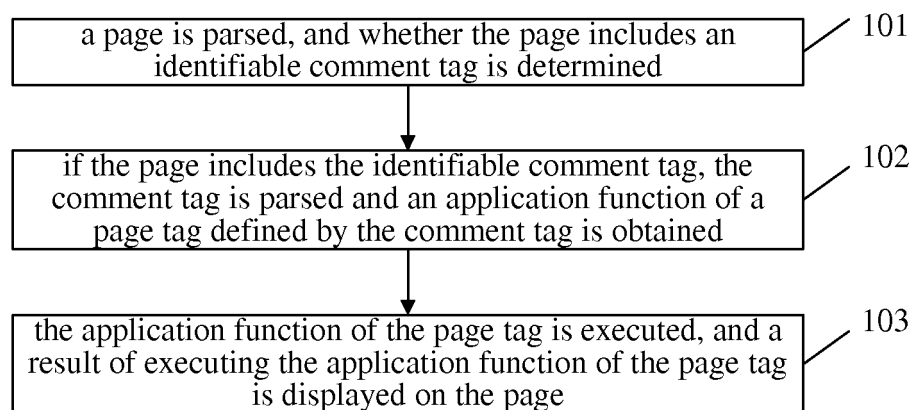 a page is parsed, and whether the page includes an
identifiable comment tag is determined
101
if the page includes the identifiable comment tag, the
comment tag is parsed and an application function of a
page tag defined by the comment tag is obtained
102
the application function of the page tag is executed, and a
result of executing the application function of the page tag
is displayed on the page
103